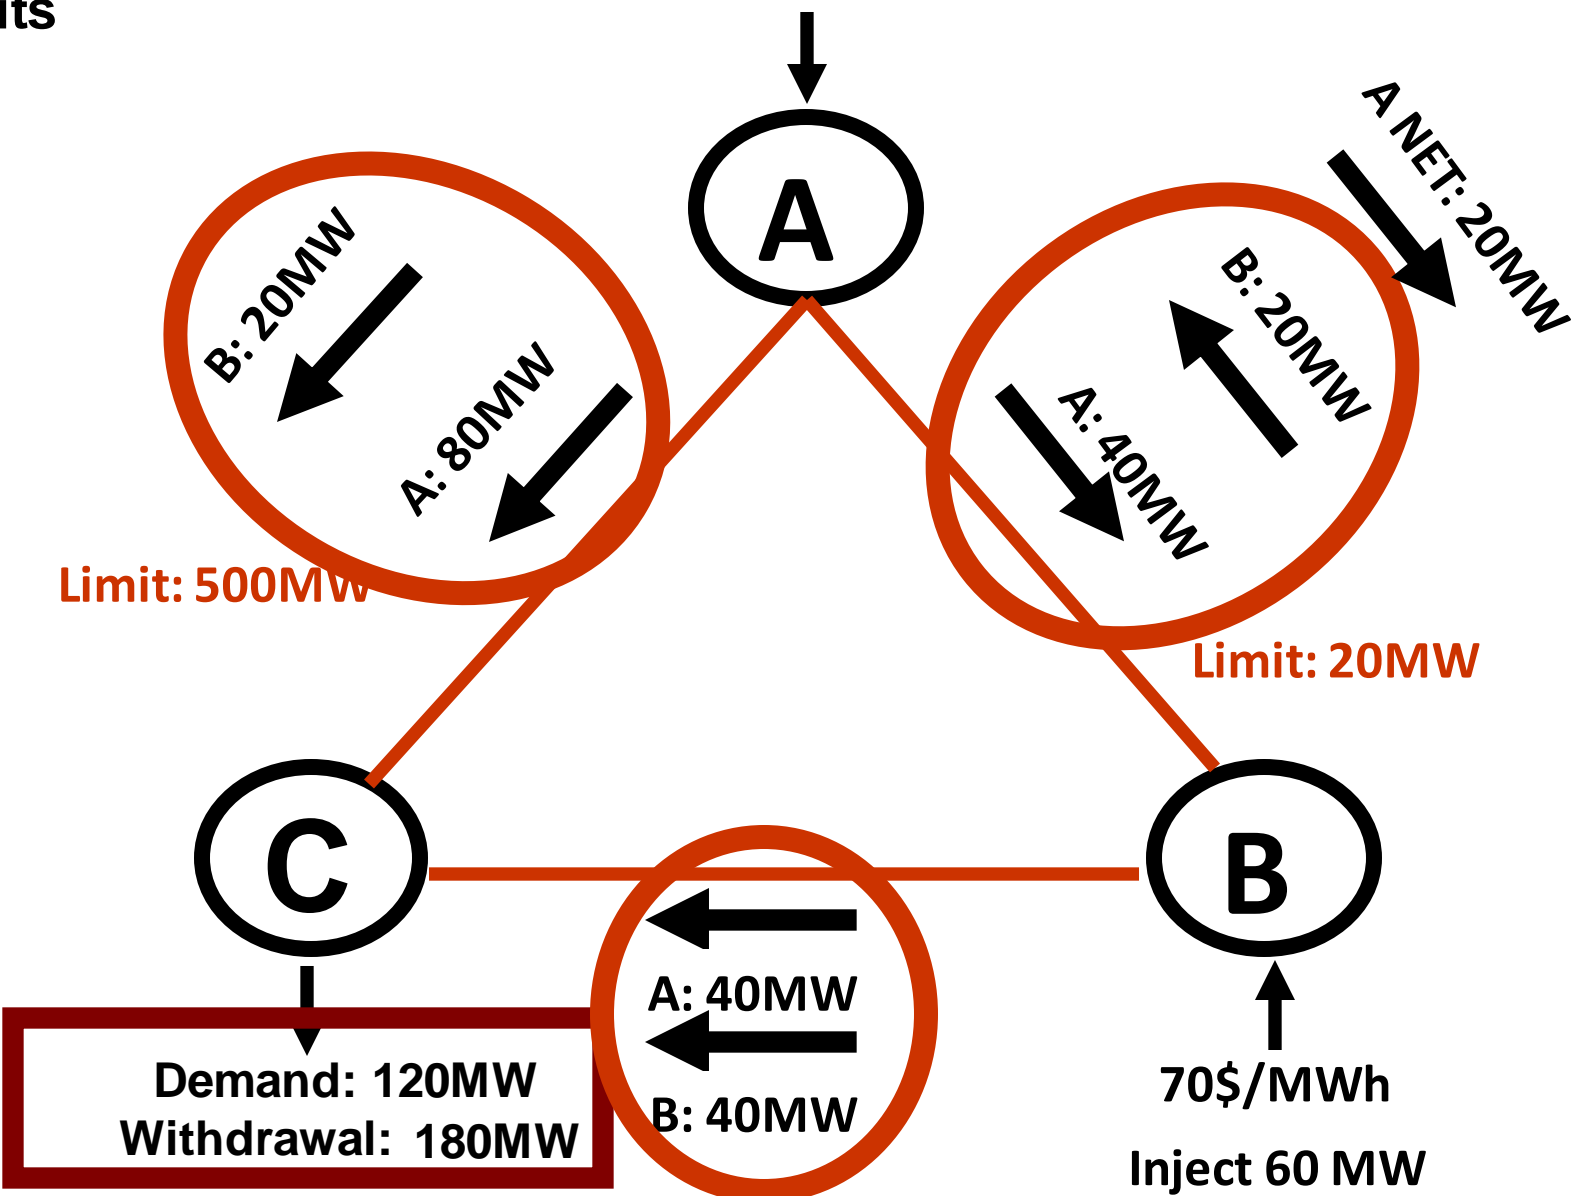 its
A
A NET: 20MW
B: 20MW
B: 20MW
A: 80MW
A: 40MW
Limit: 500MW
Limit: 20MW
C
B
A: 40MW
B: 40MW
Demand: 120MW
Withdrawal: 180MW
70$/MWh
Inject 60 MW